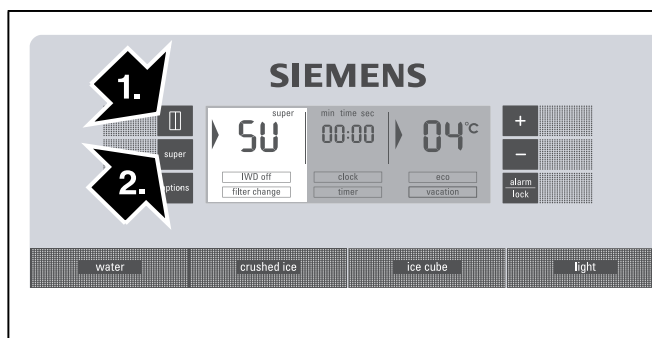 1.
SIEMENS
super
min time sec
SU
00:00
04°C
+
super
−
2.
options
IWD off
clock
eco
alarm
lock
filter change
timer
vacation
water
crushed ice
ice cube
light